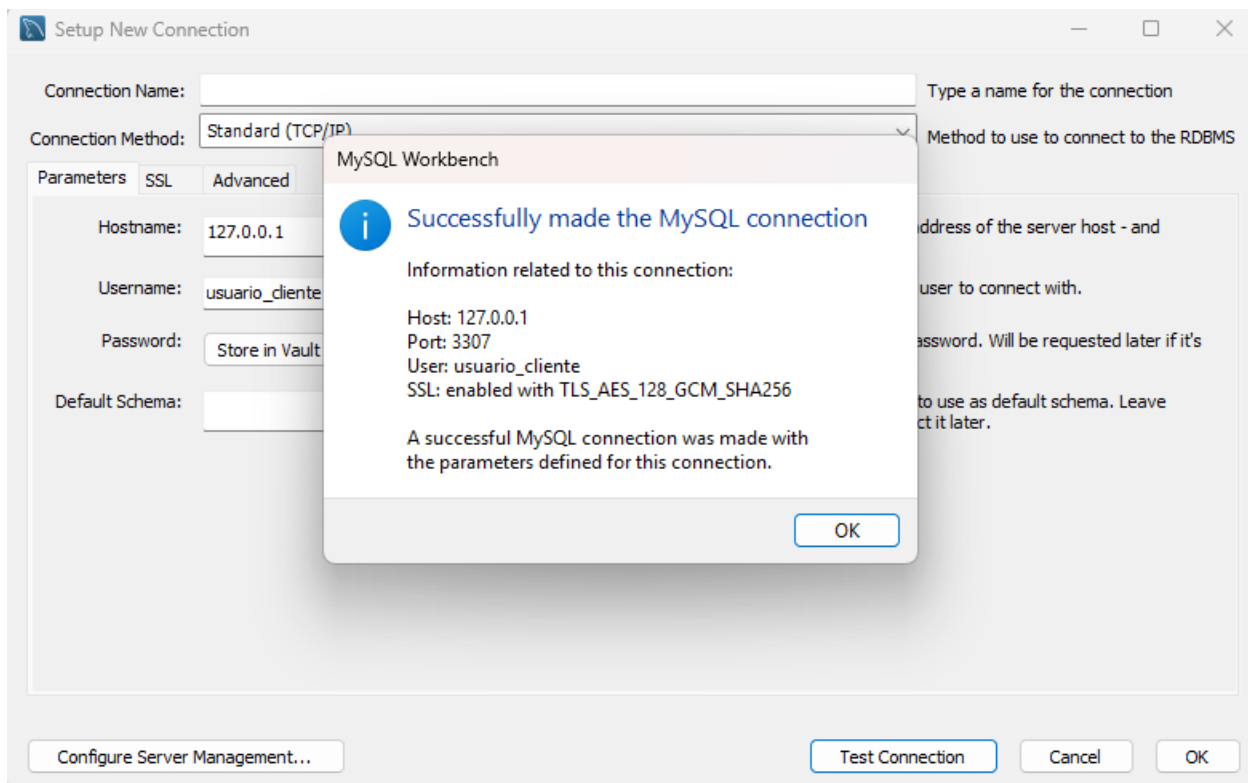 Setup New Connection
Connection Name:
Type a name for the connection
Connection Method:
Standard (TCP/IP)
Method to use to connect to the RDBMS
Parameters SSL Advanced
MySQL Workbench
Successfully made the MySQL connection
Information related to this connection:
Host: 127.0.0.1
Port: 3307
User: usuario_cliente
SSL: enabled with TLS_AES_128_GCM_SHA256
A successful MySQL connection was made with
the parameters defined for this connection.
OK
Hostname: 127.0.0.1
address of the server host - and
Username: usuario_cliente
user to connect with.
Password: Store in Vault
password. Will be requested later if it's
Default Schema:
to use as default schema. Leave
it later.
Configure Server Management...
Test Connection
Cancel
OK